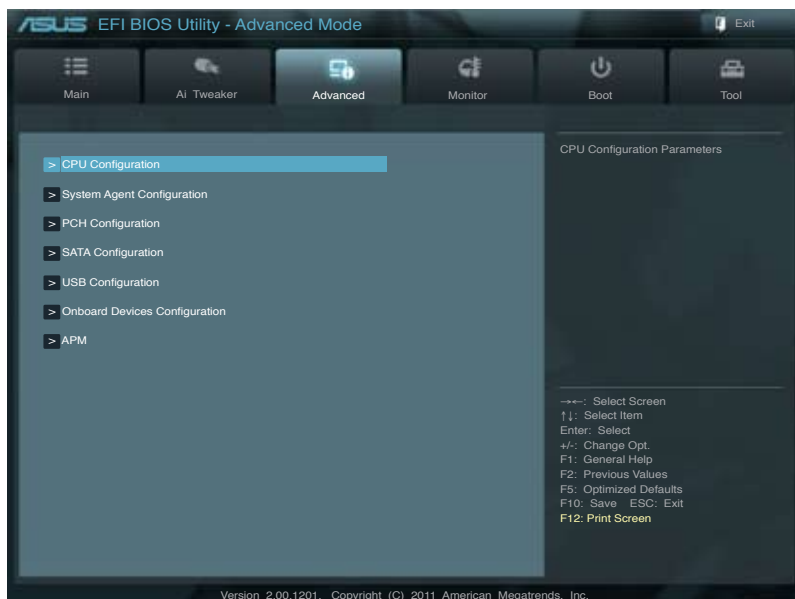 ASUS EFI BIOS Utility - Advanced Mode
Exit
Main
Ai Tweaker
Advanced
Monitor
Boot
Tool
> CPU Configuration
> System Agent Configuration
> PCH Configuration
> SATA Configuration
> USB Configuration
> Onboard Devices Configuration
> APM
CPU Configuration Parameters
→←: Select Screen
↑↓: Select Item
Enter: Select
+/-: Change Opt.
F1: General Help
F2: Previous Values
F5: Optimized Defaults
F10: Save ESC: Exit
F12: Print Screen
Version 2.00.1201. Copyright (C) 2011 American Megatrends, Inc.